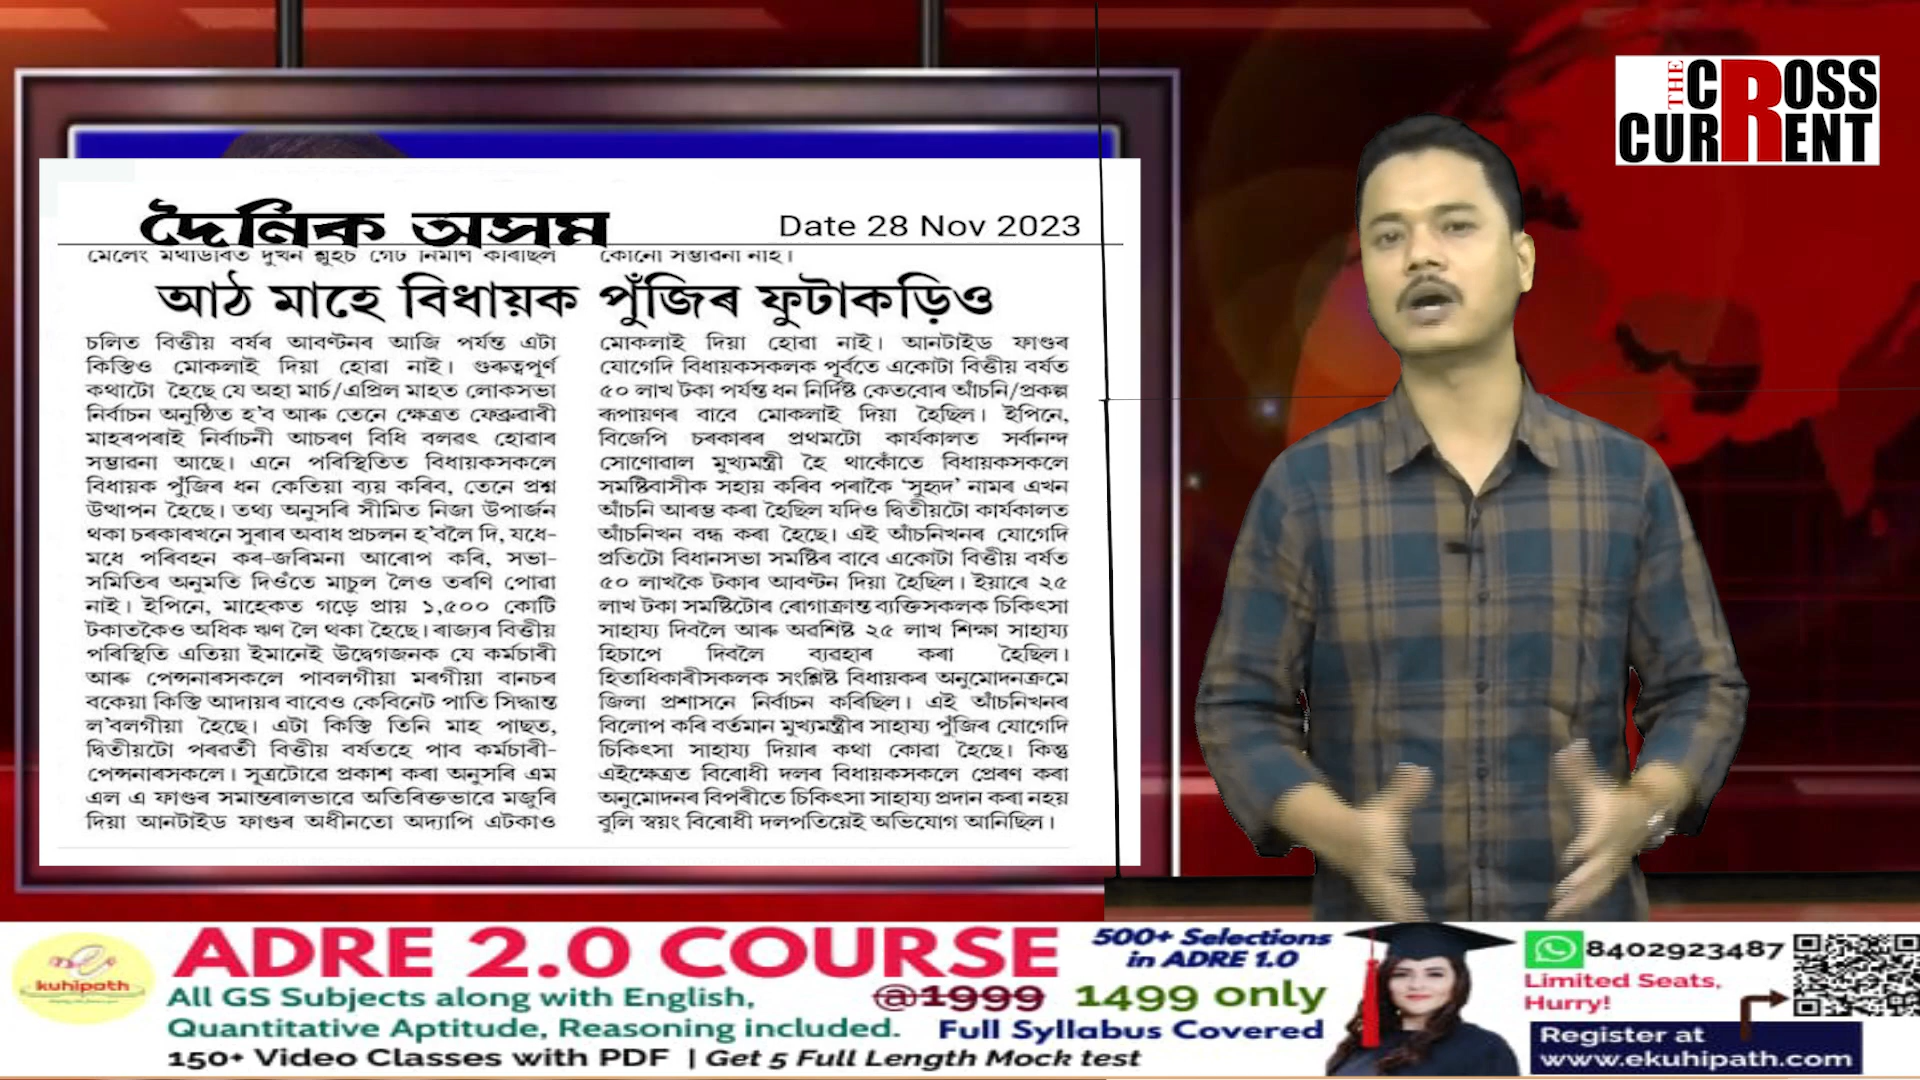 THE CROSS
CURRENT
দৈনিক অসম
Date 28 Nov 2023
মেলেং মথাউৰিত দুখন স্লুইচ গেট নিৰ্মাণ কৰিছিল
কোনো সম্ভাৱনা নাই।
আঠ মাহে বিধায়ক পুঁজিৰ ফুটাকড়িও
চলিত বিত্তীয় বৰ্ষৰ আবণ্টনৰ আজি পৰ্যন্ত এটা
কিস্তিও মোকলাই দিয়া হোৱা নাই। গুৰুত্বপূৰ্ণ
কথাটো হৈছে যে অহা মাৰ্চ/এপ্ৰিল মাহত লোকসভা
নিৰ্বাচন অনুষ্ঠিত হ'ব আৰু তেনে ক্ষেত্ৰত ফেব্ৰুৱাৰী
মাহৰপৰাই নিৰ্বাচনী আচৰণ বিধি বলৱৎ হোৱাৰ
সম্ভাৱনা আছে। এনে পৰিস্থিতিত বিধায়কসকলে
বিধায়ক পুঁজিৰ ধন কেতিয়া ব্যয় কৰিব, তেনে প্ৰশ্ন
উত্থাপন হৈছে। তথ্য অনুসৰি সীমিত নিজা উপাৰ্জন
থকা চৰকাৰখনে সুৰাৰ অবাধ প্ৰচলন হ'বলৈ দি, যধে-
মধে পৰিবহন কৰ-জৰিমনা আৰোপ কৰি, সভা-
সমিতিৰ অনুমতি দিওঁতে মাচুল লৈও তৰণি পোৱা
নাই। ইপিনে, মাহেকত গড়ে প্ৰায় ১,৫০০ কোটি
টকাতকৈও অধিক ঋণ লৈ থকা হৈছে। ৰাজ্যৰ বিত্তীয়
পৰিস্থিতি এতিয়া ইমানেই উদ্বেগজনক যে কৰ্মচাৰী
আৰু পেন্সনাৰসকলে পাবলগীয়া মৰগীয়া বানচৰ
বকেয়া কিস্তি আদায়ৰ বাবেও কেবিনেট পাতি সিদ্ধান্ত
ল'বলগীয়া হৈছে। এটা কিস্তি তিনি মাহ পাছত,
দ্বিতীয়টো পৰৱৰ্তী বিত্তীয় বৰ্ষতহে পাব কৰ্মচাৰী-
পেন্সনাৰসকলে। সূত্ৰটোৱে প্ৰকাশ কৰা অনুসৰি এম
এল এ ফাণ্ডৰ সমান্তৰালভাৱে অতিৰিক্তভাৱে মজুৰি
দিয়া আনটাইড ফাণ্ডৰ অধীনতো অদ্যাপি এটকাও
মোকলাই দিয়া হোৱা নাই। আনটাইড ফাণ্ডৰ
যোগেদি বিধায়কসকলক পূৰ্বতে একোটা বিত্তীয় বৰ্ষত
৫০ লাখ টকা পৰ্যন্ত ধন নিৰ্দিষ্ট কেতবোৰ আঁচনি/প্ৰকল্প
ৰূপায়ণৰ বাবে মোকলাই দিয়া হৈছিল। ইপিনে,
বিজেপি চৰকাৰৰ প্ৰথমটো কাৰ্যকালত সৰ্বানন্দ
সোণোৱাল মুখ্যমন্ত্ৰী হৈ থাকোঁতে বিধায়কসকলে
সমষ্টিবাসীক সহায় কৰিব পৰাকৈ 'সুহৃদ' নামৰ এখন
আঁচনি আৰম্ভ কৰা হৈছিল যদিও দ্বিতীয়টো কাৰ্যকালত
আঁচনিখন বন্ধ কৰা হৈছে। এই আঁচনিখনৰ যোগেদি
প্ৰতিটো বিধানসভা সমষ্টিৰ বাবে একোটা বিত্তীয় বৰ্ষত
৫০ লাখকৈ টকাৰ আবণ্টন দিয়া হৈছিল। ইয়াৰে ২৫
লাখ টকা সমষ্টিটোৰ ৰোগাক্ৰান্ত ব্যক্তিসকলক চিকিৎসা
সাহায্য দিবলৈ আৰু অৱশিষ্ট ২৫ লাখ শিক্ষা সাহায্য
হিচাপে দিবলৈ ব্যৱহাৰ কৰা হৈছিল।
হিতাধিকাৰীসকলক সংশ্লিষ্ট বিধায়কৰ অনুমোদনক্ৰমে
জিলা প্ৰশাসনে নিৰ্বাচন কৰিছিল। এই আঁচনিখনৰ
বিলোপ কৰি বৰ্তমান মুখ্যমন্ত্ৰীৰ সাহায্য পুঁজিৰ যোগেদি
চিকিৎসা সাহায্য দিয়াৰ কথা কোৱা হৈছে। কিন্তু
এইক্ষেত্ৰত বিৰোধী দলৰ বিধায়কসকলে প্ৰেৰণ কৰা
অনুমোদনৰ বিপৰীতে চিকিৎসা সাহায্য প্ৰদান কৰা নহয়
বুলি স্বয়ং বিৰোধী দলপতিয়েই অভিযোগ আনিছিল।
kuhipath
ADRE 2.0 COURSE
All GS Subjects along with English,
Quantitative Aptitude, Reasoning included.
150+ Video Classes with PDF | Get 5 Full Length Mock test
500+ Selections
in ADRE 1.0
@1999 1499 only
Full Syllabus Covered
8402923487
Limited Seats,
Hurry!
Register at
www.ekuhipath.com